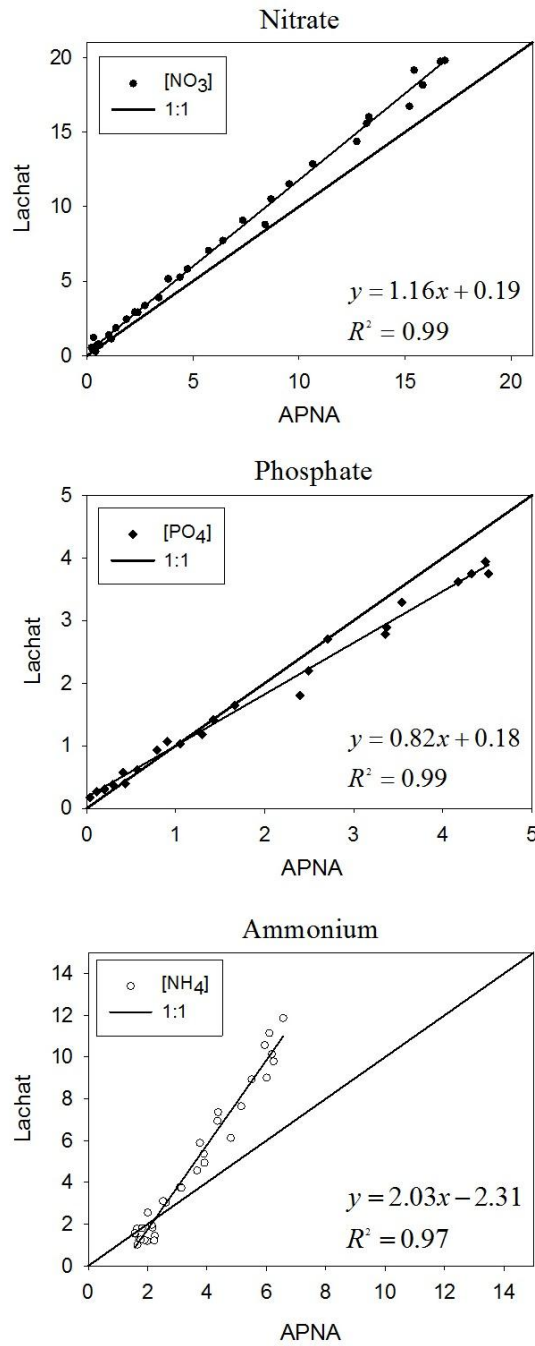 Nitrate
20
15
10
5
0
Lachat
[NO3]
1:1
y = 1.16x + 0.19
R² = 0.99
0 5 10 15 20
APNA
Phosphate
5
4
3
2
1
0
Lachat
[PO4]
1:1
y = 0.82x + 0.18
R² = 0.99
0 1 2 3 4 5
APNA
Ammonium
14
12
10
8
6
4
2
0
Lachat
[NH4]
1:1
y = 2.03x − 2.31
R² = 0.97
0 2 4 6 8 10 12 14
APNA